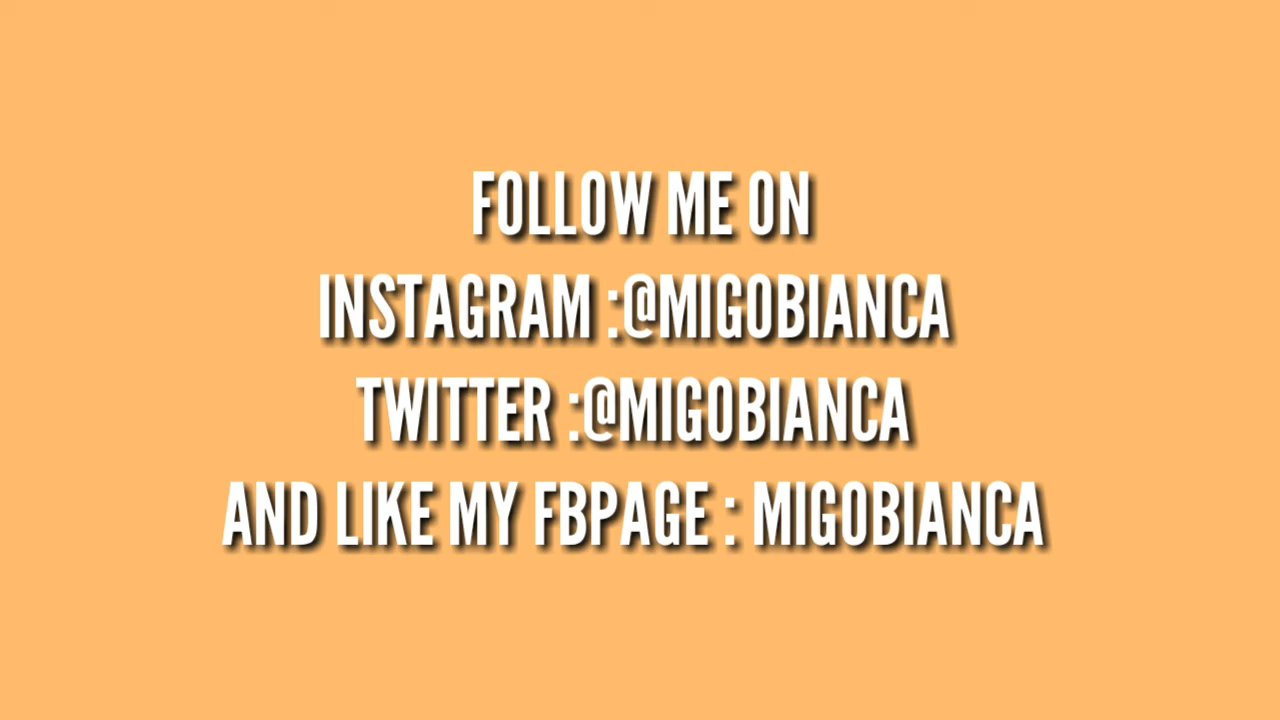 FOLLOW ME ON
INSTAGRAM :@MIGOBIANCA
TWITTER :@MIGOBIANCA
AND LIKE MY FBPAGE : MIGOBIANCA